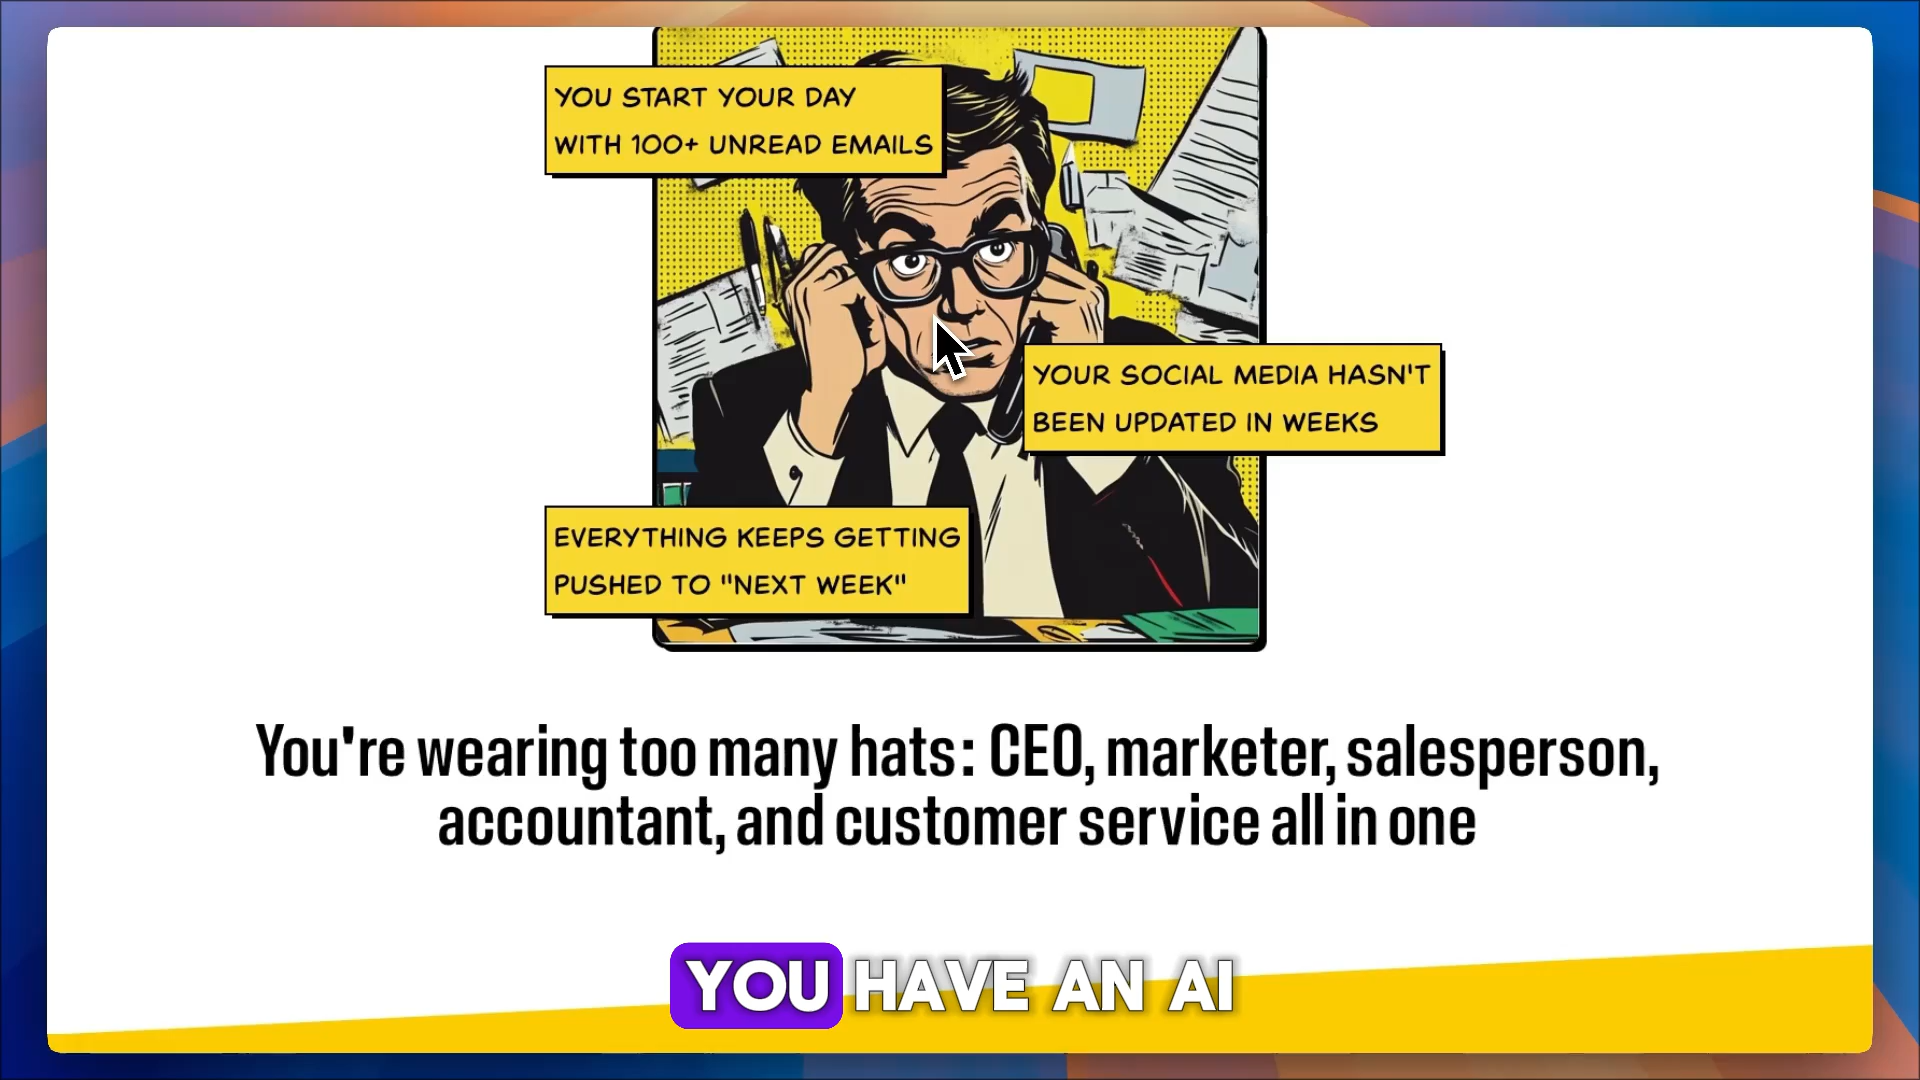 YOU START YOUR DAY
WITH 100+ UNREAD EMAILS
YOUR SOCIAL MEDIA HASN'T
BEEN UPDATED IN WEEKS
EVERYTHING KEEPS GETTING
PUSHED TO "NEXT WEEK"
You're wearing too many hats: CEO, marketer, salesperson,
accountant, and customer service all in one
YOU HAVE AN AI